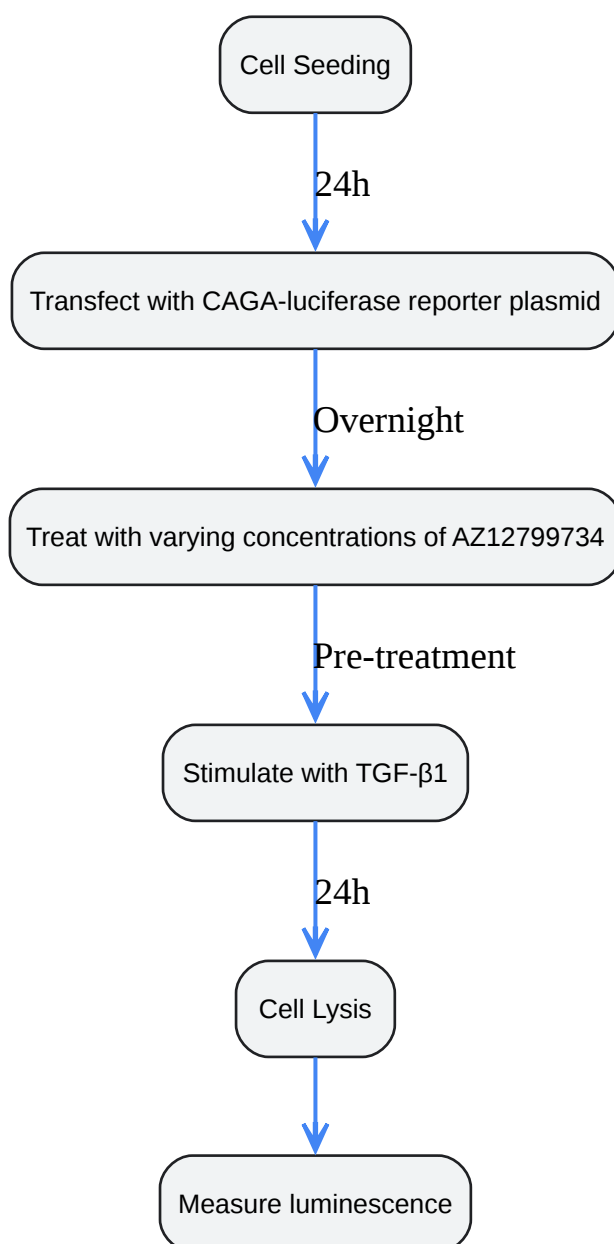 Cell Seeding
24h
Transfect with CAGA-luciferase reporter plasmid
Overnight
Treat with varying concentrations of AZ12799734
Pre-treatment
Stimulate with TGF-β1
24h
Cell Lysis
Measure luminescence